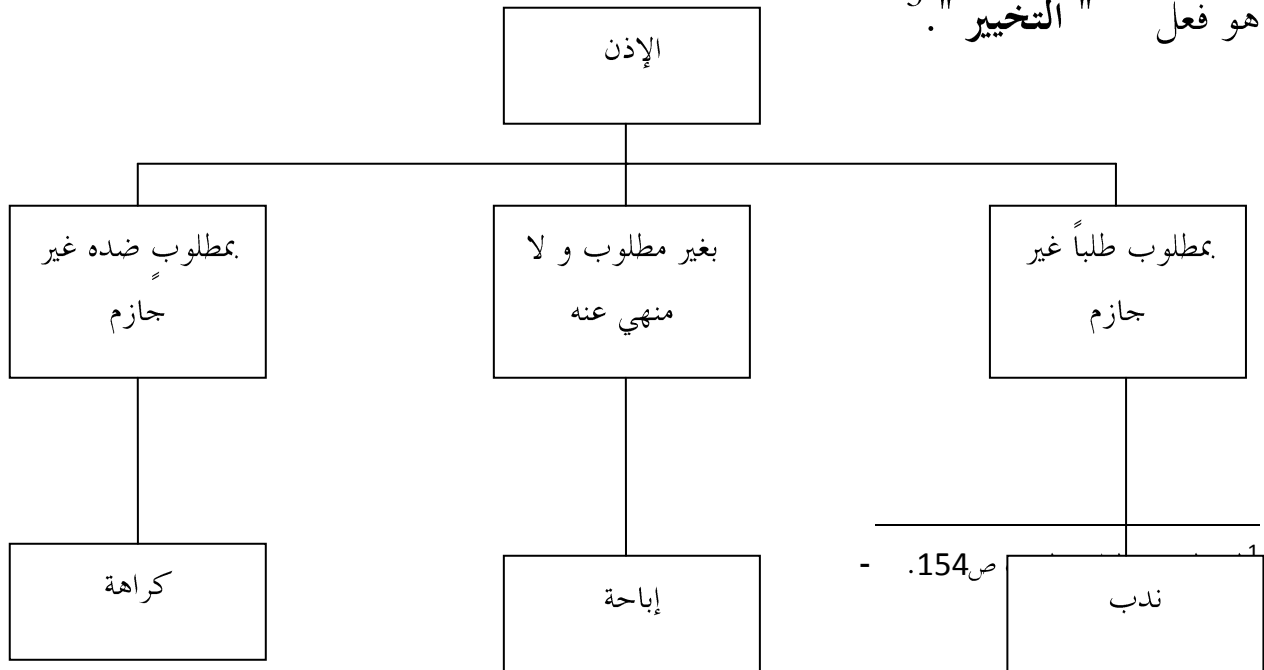 هو فعل " التخيير ".
الإذن
بمطلوب طلباً غير
جازم
بغير مطلوب و لا
منهي عنه
بمطلوبٍ ضده غير
جازمٍ
ندب
إباحة
كراهة
1
ص154. -